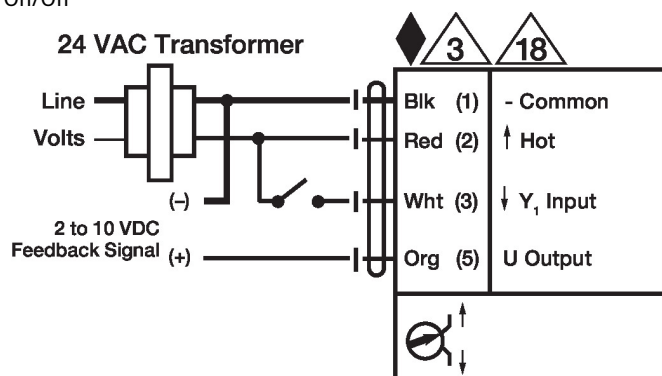 On/Off
24 VAC Transformer
3 18
Line
Volts
Blk (1) - Common
Red (2) Hot
(–)
Wht (3) Y1 Input
2 to 10 VDC
Feedback Signal (+)
Org (5) U Output